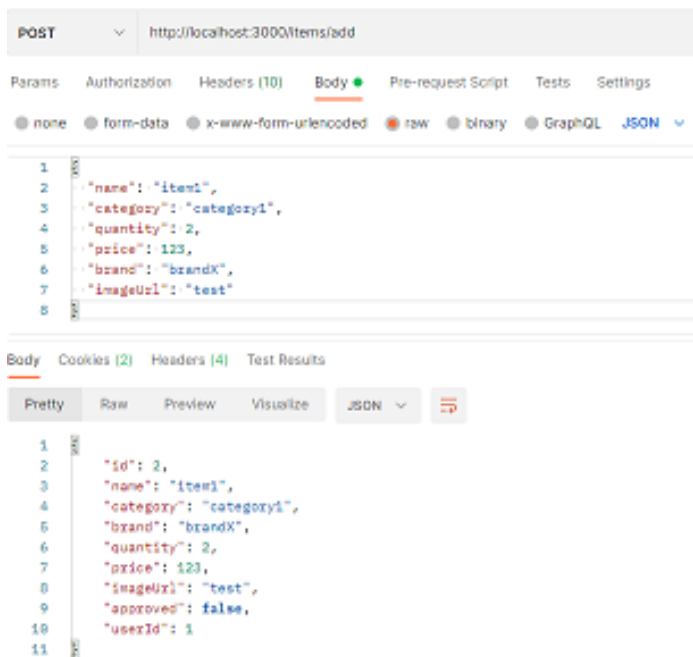 POST http://localhost:3000/items/add
Params Authorization Headers (10) Body Pre-request Script Tests Settings
none form-data x-www-form-urlencoded raw binary GraphQL JSON
1 {
2 "name": "item1",
3 "category": "category1",
4 "quantity": 2,
5 "price": 123,
6 "brand": "brandX",
7 "imageUrl": "test"
8 }
Body Cookies (2) Headers (4) Test Results
Pretty Raw Preview Visualize JSON
1 {
2 "id": 2,
3 "name": "item1",
4 "category": "category1",
5 "brand": "brandX",
6 "quantity": 2,
7 "price": 123,
8 "imageUrl": "test",
9 "approved": false,
10 "userId": 1
11 }